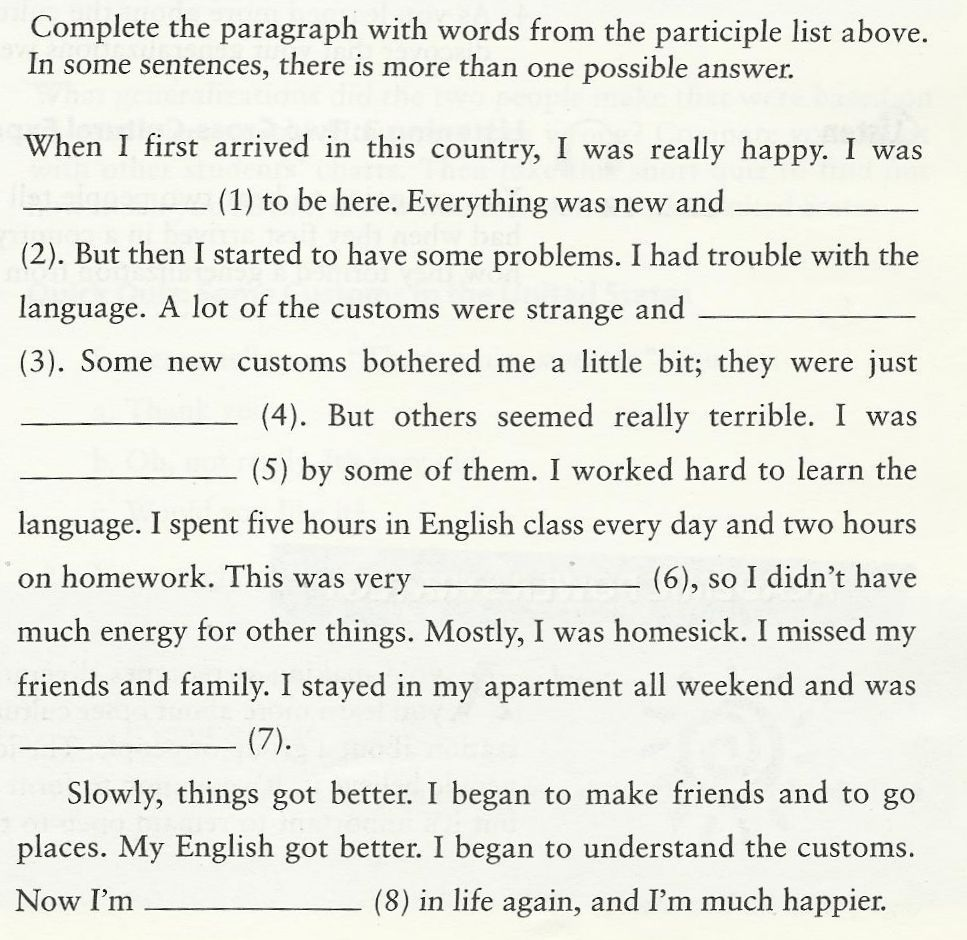 Complete the paragraph with words from the participle list above.
In some sentences, there is more than one possible answer.
When I first arrived in this country, I was really happy. I was
____________ (1) to be here. Everything was new and ____________
(2). But then I started to have some problems. I had trouble with the
language. A lot of the customs were strange and ____________
(3). Some new customs bothered me a little bit; they were just
____________ (4). But others seemed really terrible. I was
____________ (5) by some of them. I worked hard to learn the
language. I spent five hours in English class every day and two hours
on homework. This was very ____________ (6), so I didn't have
much energy for other things. Mostly, I was homesick. I missed my
friends and family. I stayed in my apartment all weekend and was
____________ (7).
Slowly, things got better. I began to make friends and to go
places. My English got better. I began to understand the customs.
Now I'm ____________ (8) in life again, and I'm much happier.